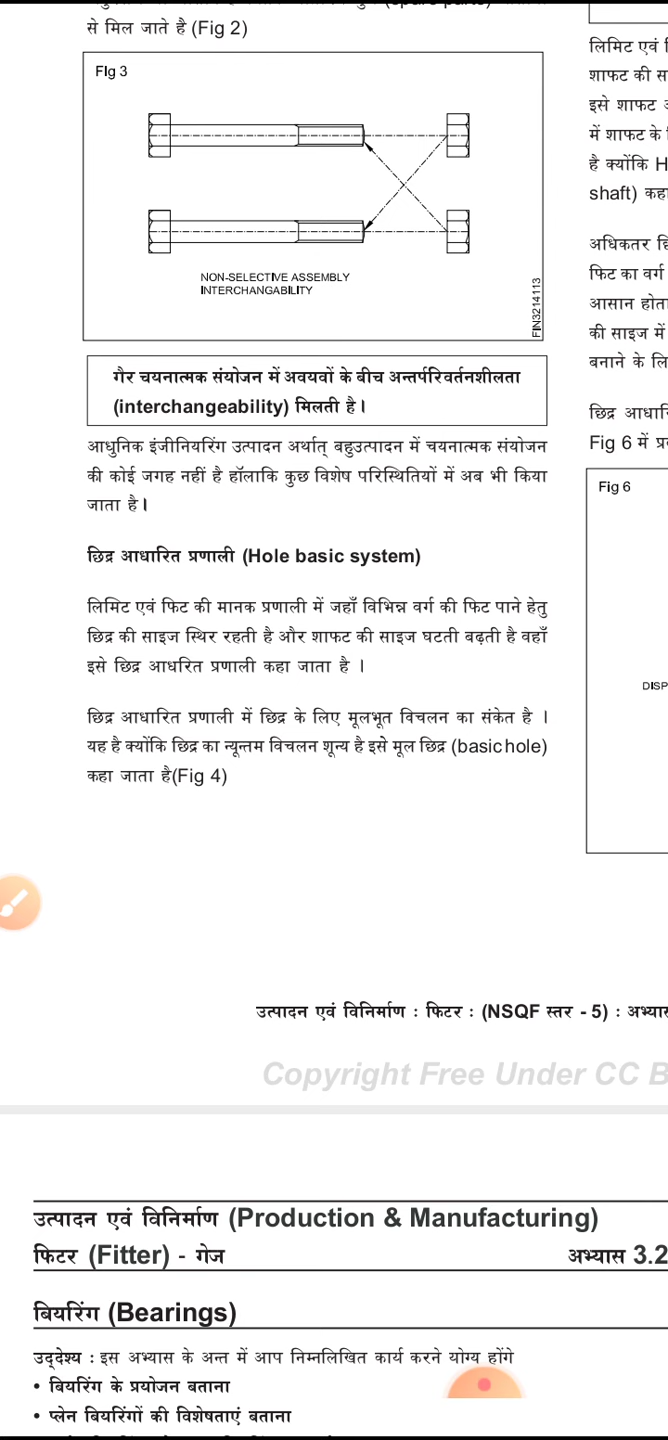 से मिल जाते है (Fig 2)
FIg 3
NON-SELECTIVE ASSEMBLY
INTERCHANGABILITY
FIN3214113
गैर चयनात्मक संयोजन में अवयवों के बीच अन्तर्परिवर्तनशीलता
(interchangeability) मिलती है।
आधुनिक इंजीनियरिंग उत्पादन अर्थात् बहुउत्पादन में चयनात्मक संयोजन
की कोई जगह नहीं है हॉलाकि कुछ विशेष परिस्थितियों में अब भी किया
जाता है।
छिद्र आधारित प्रणाली (Hole basic system)
लिमिट एवं फिट की मानक प्रणाली में जहाँ विभिन्न वर्ग की फिट पाने हेतु
छिद्र की साइज स्थिर रहती है और शाफट की साइज घटती बढ़ती है वहाँ
इसे छिद्र आधरित प्रणाली कहा जाता है ।
छिद्र आधारित प्रणाली में छिद्र के लिए मूलभूत विचलन का संकेत है ।
यह है क्योंकि छिद्र का न्यून्तम विचलन शून्य है इसे मूल छिद्र (basic hole)
कहा जाता है(Fig 4)
लिमिट एवं
शाफट की
इसे शाफट
में शाफट के
है क्योंकि H
shaft) कहा
अधिकतर
फिट का वर्ग
आसान होता
की साइज में
बनाने के
छिद्र
Fig 6 में
Fig 6
DISP
उत्पादन एवं विनिर्माण : फिटर : (NSQF स्तर - 5) : अभ्यास
Copyright Free Under CC B
उत्पादन एवं विनिर्माण (Production & Manufacturing)
फिटर (Fitter) - गेज अभ्यास 3.2
बियरिंग (Bearings)
उद्देश्य : इस अभ्यास के अन्त में आप निम्नलिखित कार्य करने योग्य होंगे
• बियरिंग के प्रयोजन बताना
• प्लेन बियरिंगों की विशेषताएं बताना